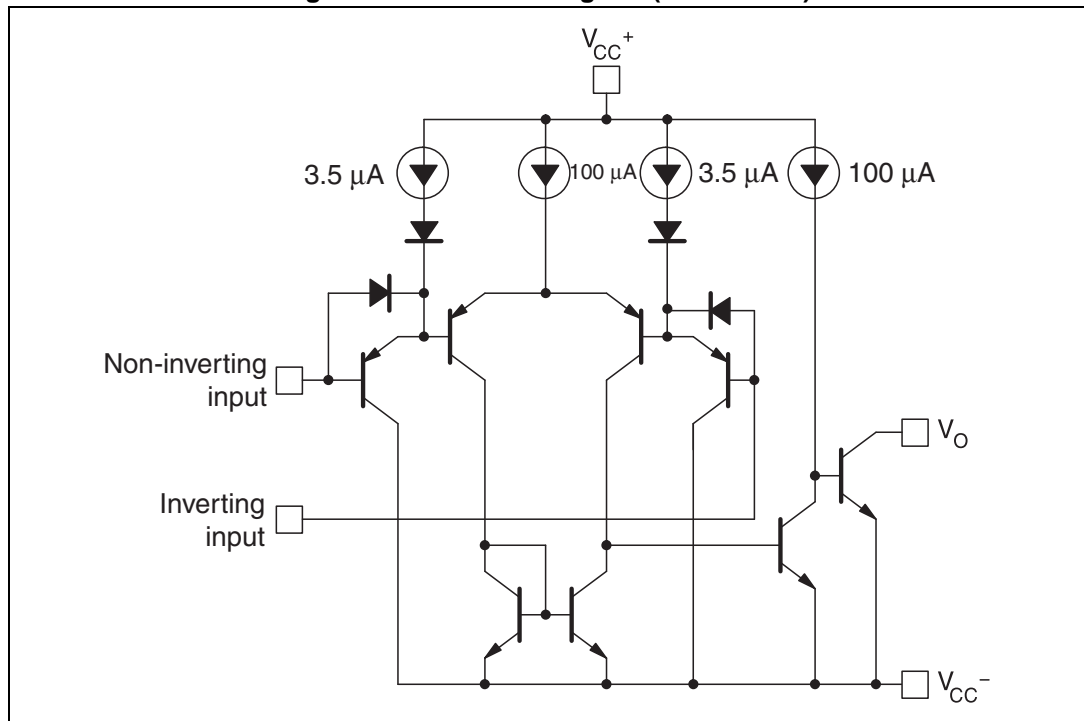 V_CC^+
3.5 μA
100 μA
3.5 μA
100 μA
Non-inverting
input
V_O
Inverting
input
V_CC^−